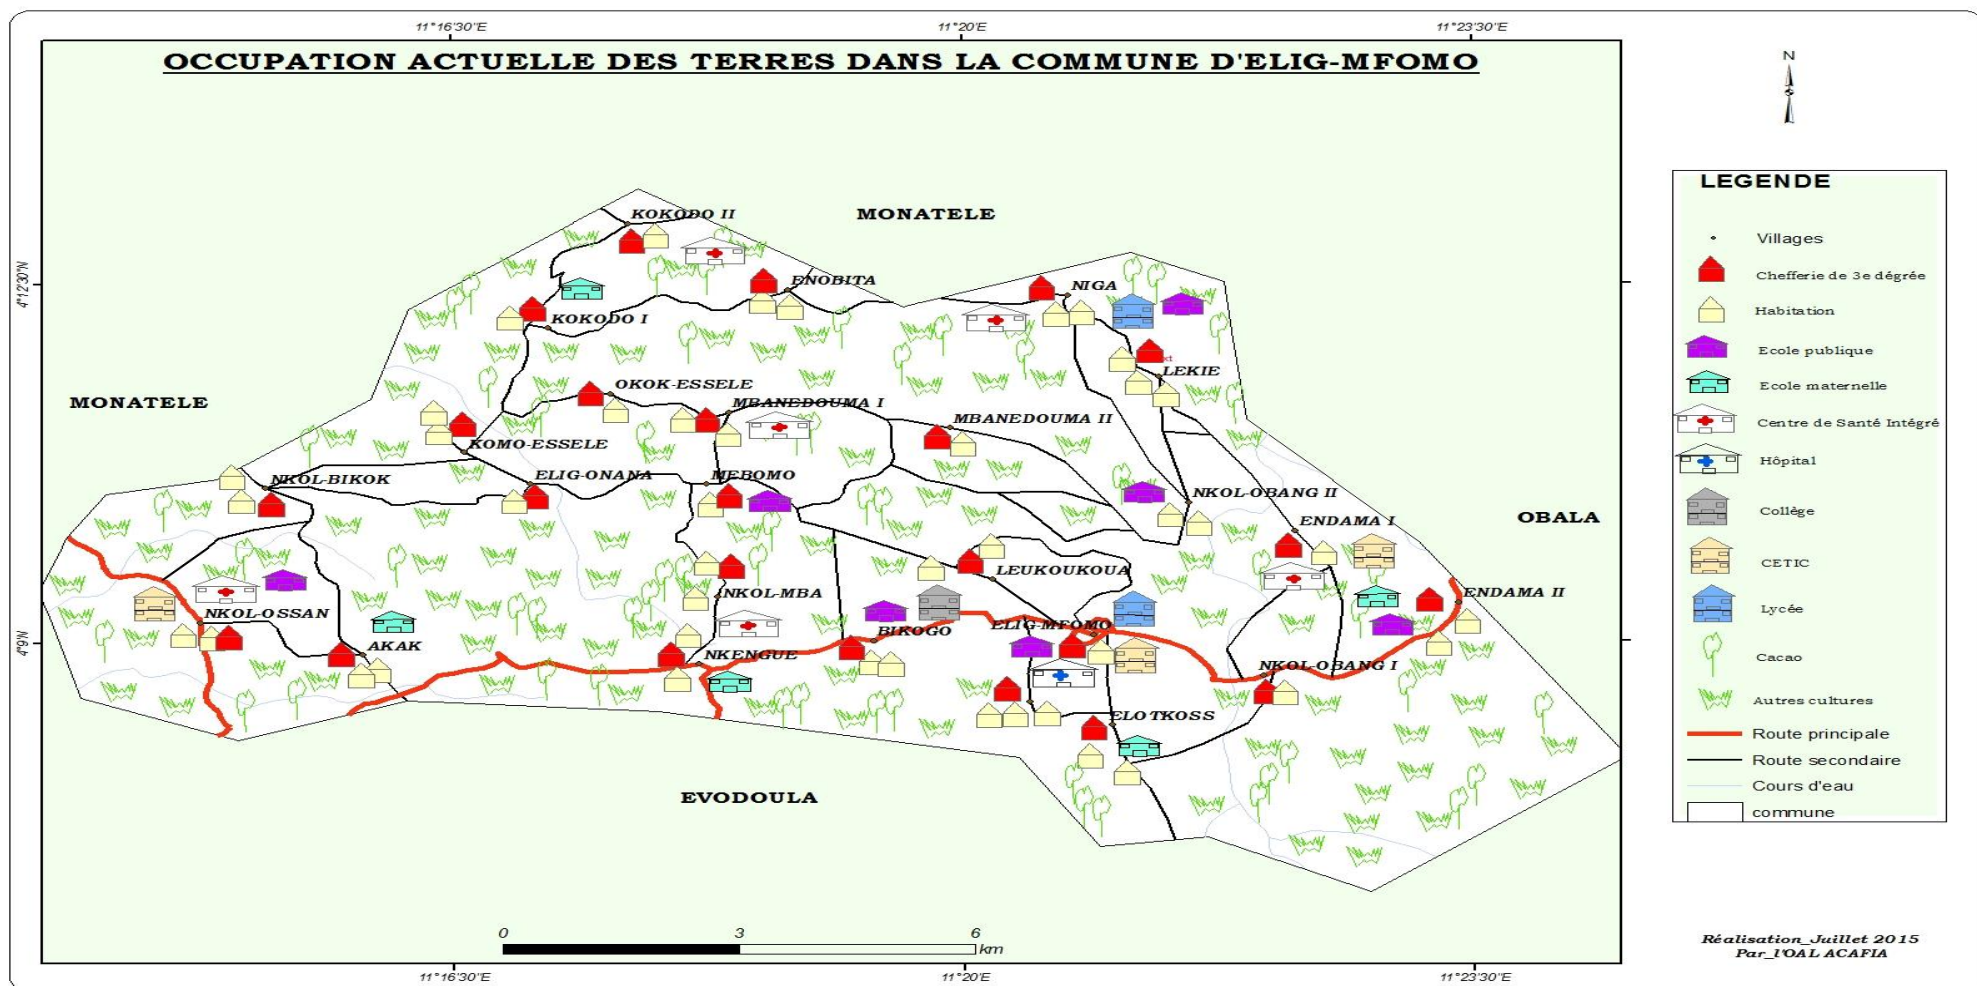 11°16'30"E
11°20'E
11°23'30"E
OCCUPATION ACTUELLE DES TERRES DANS LA COMMUNE D'ELIG-MFOMO
N
LEGENDE
Villages
Chefferie de 3e dégrée
Habitation
Ecole publique
Ecole maternelle
Centre de Santé Intégré
Hôpital
Collège
CETIC
Lycée
Cacao
Autres cultures
Route principale
Route secondaire
Cours d'eau
commune
4°12'30"N
4°9'N
KOKODO II
MONATELE
ENOBITA
NIGA
KOKODO I
LEKIE
OKOK-ESSELE
MONATELE
MBANEDOUMA I
MBANEDOUMA II
KOMO-ESSELE
NKOL-BIKOK
ELIG-ONANA
MEBOMO
NKOL-OBANG II
ENDAMA I
OBALA
LEUKOUKOUA
NKOL-MBA
ENDAMA II
NKOL-OSSAN
BIKOGO
ELIG-MFOMO
AKAK
NKENGUE
NKOL-OBANG I
ELOTKOSS
EVODOULA
0
3
6
km
Réalisation_Juillet 2015
Par_l'OAL ACAFIA
11°16'30"E
11°20'E
11°23'30"E